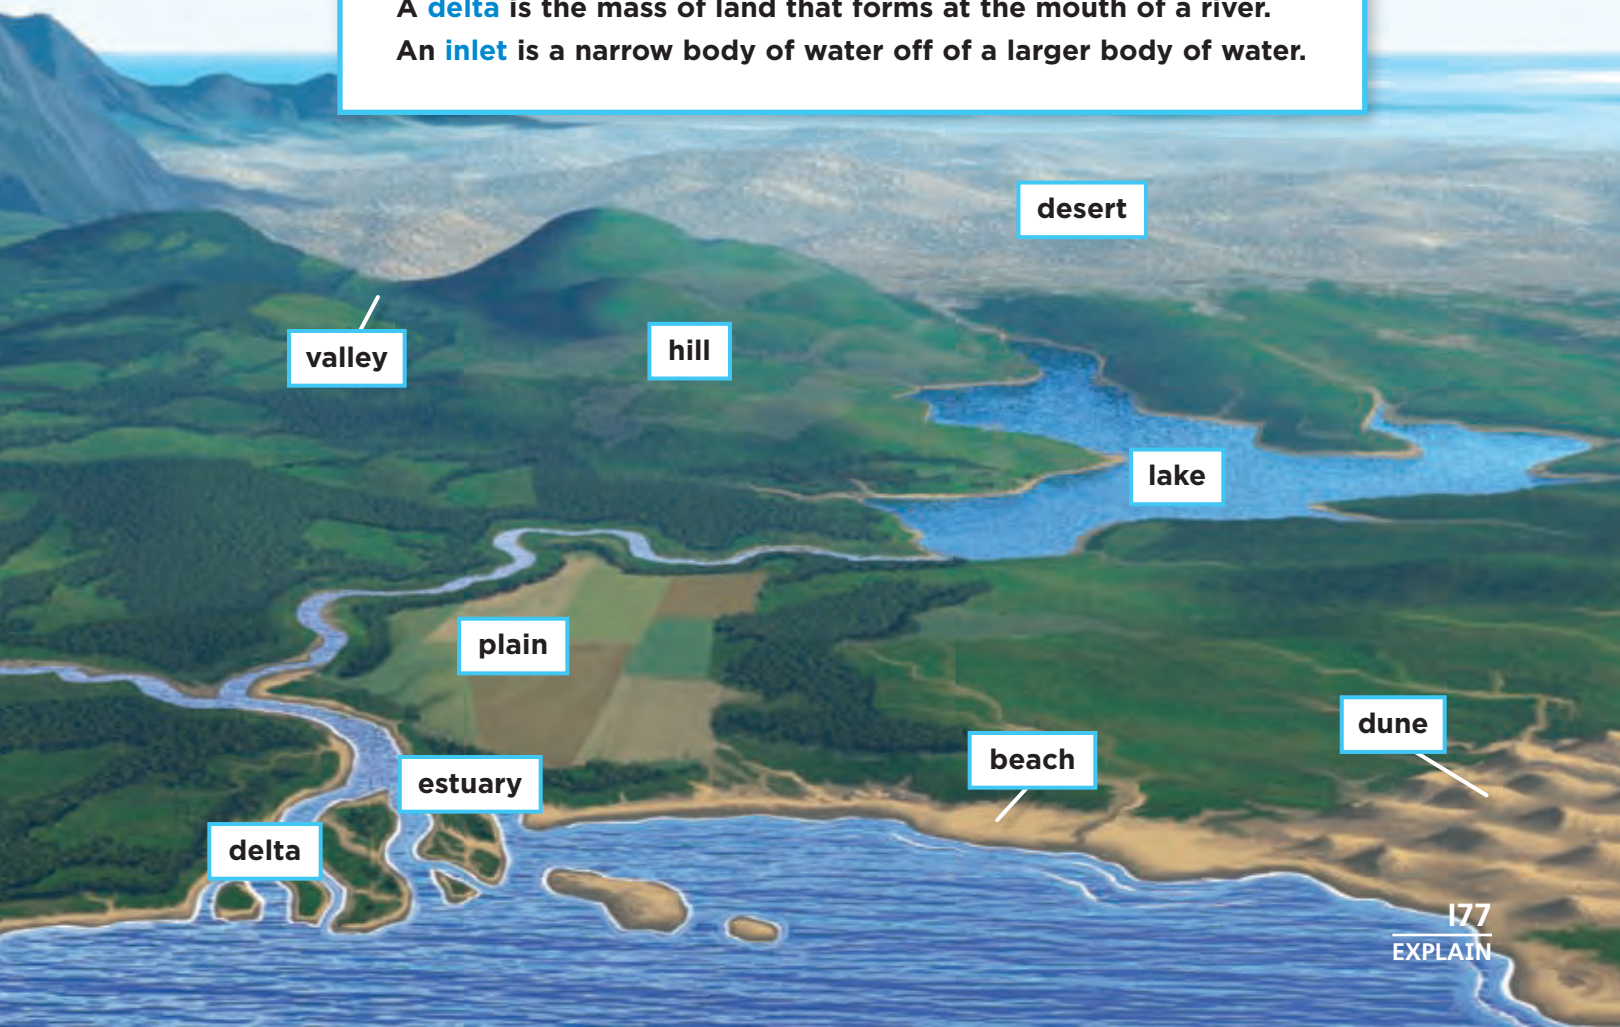 A delta is the mass of land that forms at the mouth of a river.
An inlet is a narrow body of water off of a larger body of water.
desert
valley
hill
lake
plain
dune
beach
estuary
delta
177
EXPLAIN